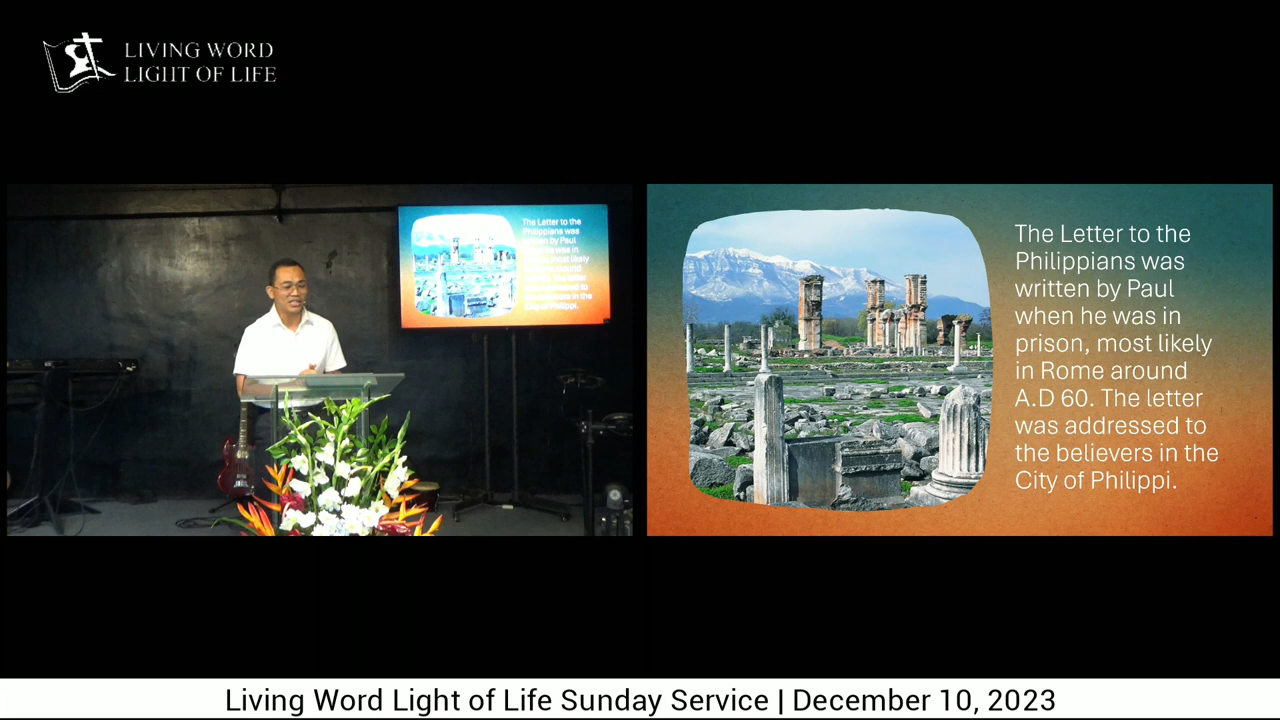 LIVING WORD
LIGHT OF LIFE
The Letter to the
Philippians was
written by Paul
when he was in
prison, most likely
in Rome around
A.D 60. The letter
was addressed to
the believers in the
City of Philippi.
Living Word Light of Life Sunday Service | December 10, 2023